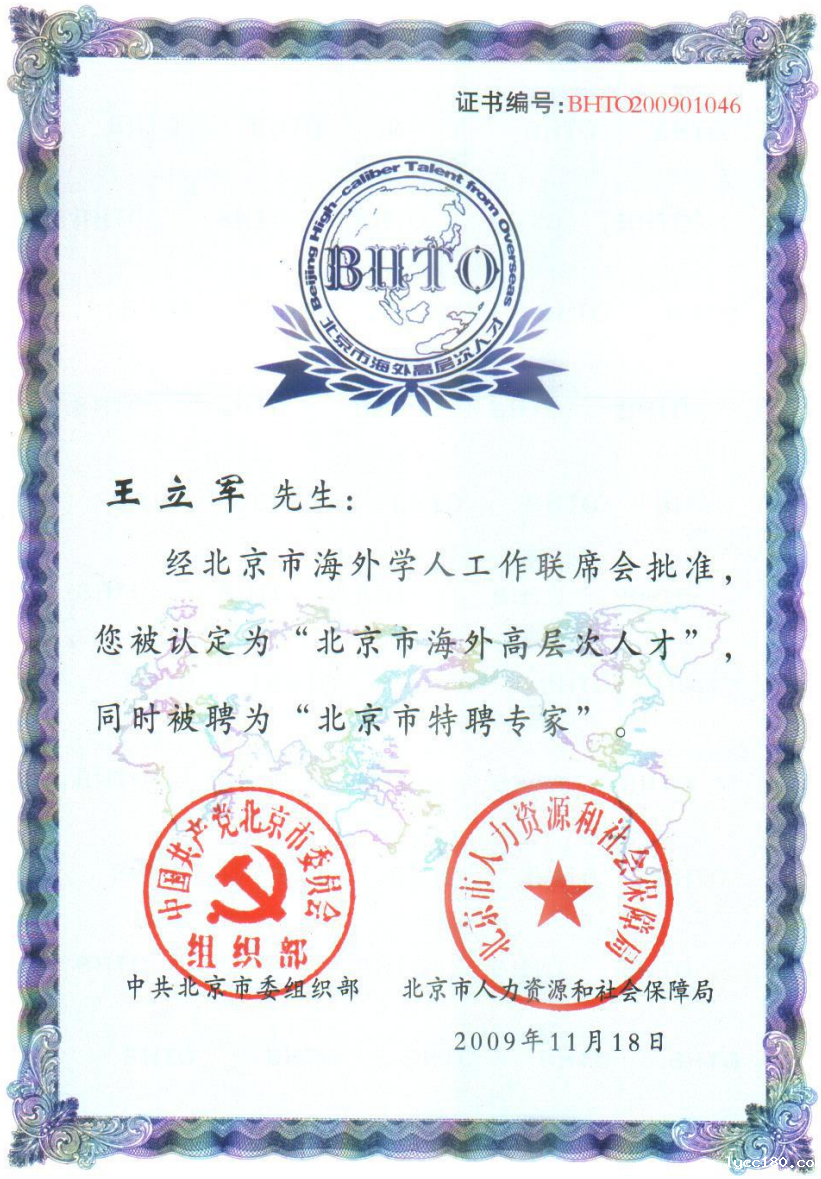 证书编号:BHTO200901046
Beijing High-caliber Talent from Overseas
BHTO
北京市海外高层次人才
王立军 先生:
经北京市海外学人工作联席会批准，
您被认定为“北京市海外高层次人才”，
同时被聘为“北京市特聘专家”。
中国共产党北京市委员会
组织部
北京市人力资源和社会保障局
中共北京市委组织部 北京市人力资源和社会保障局
2009年11月18日